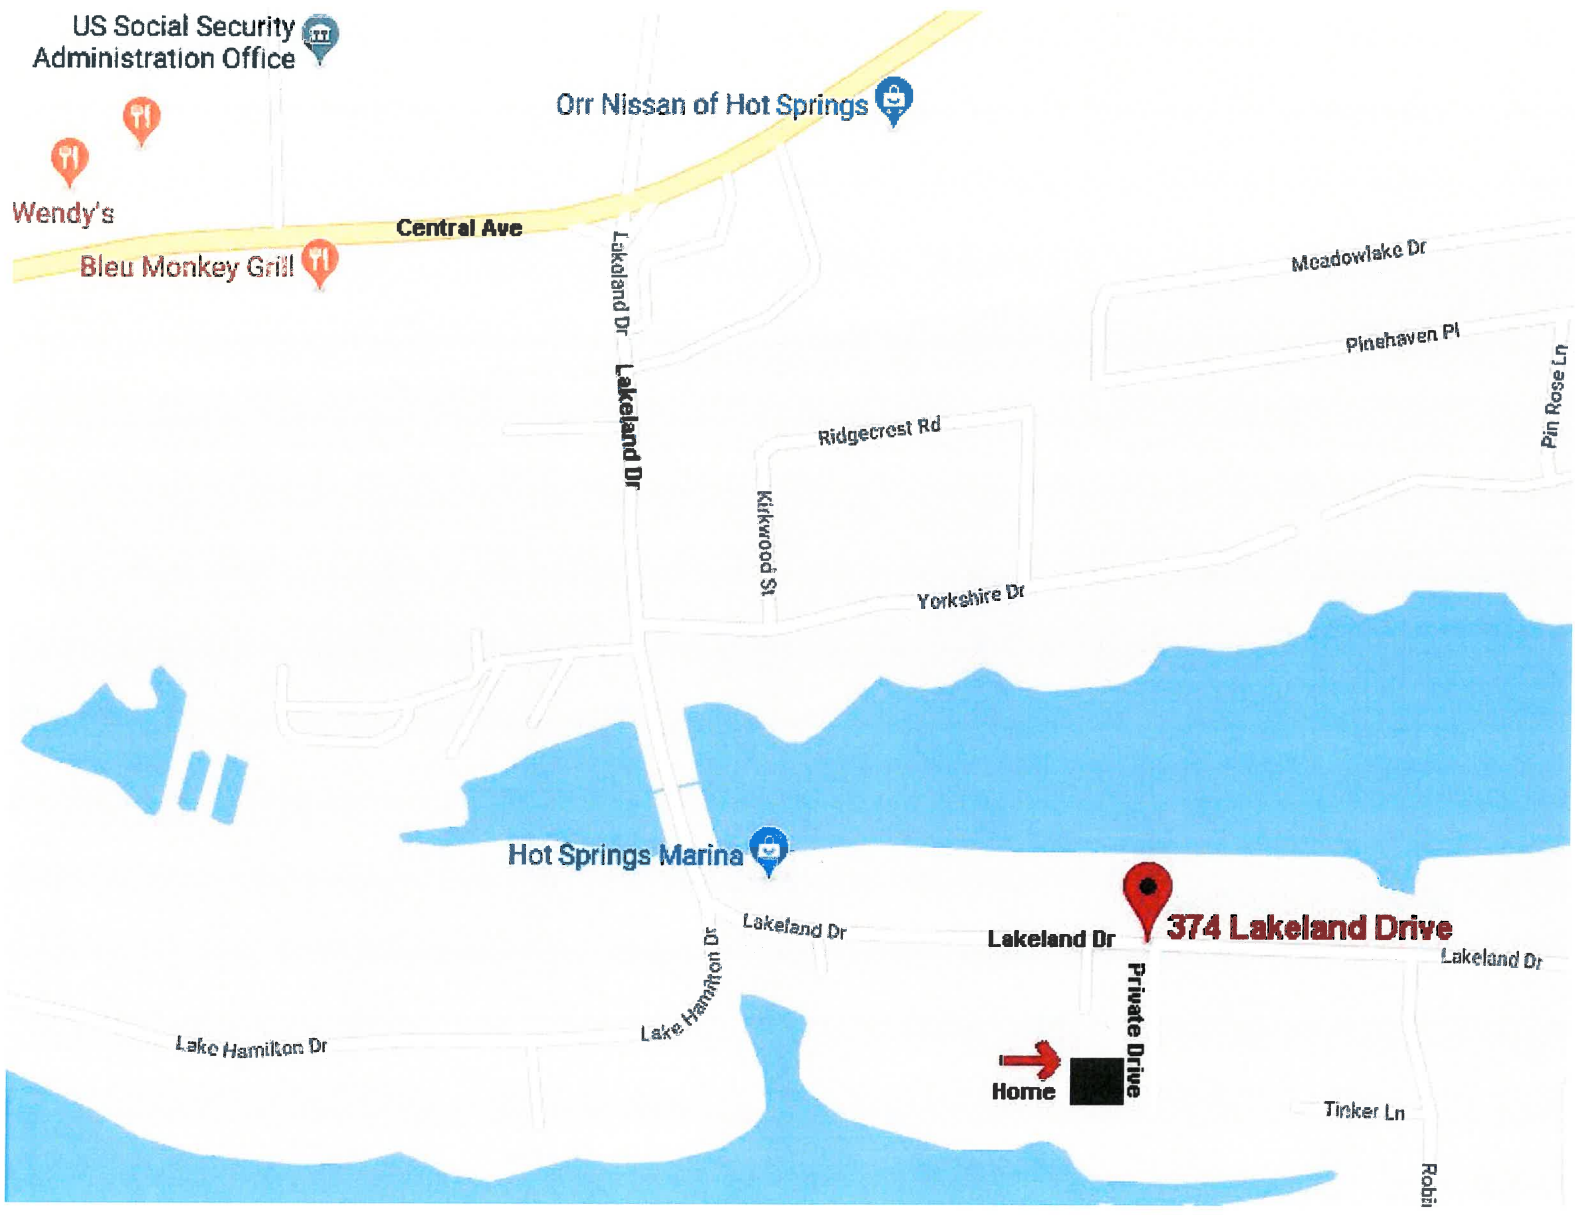 US Social Security
Administration Office
Orr Nissan of Hot Springs
Wendy's
Central Ave
Bleu Monkey Grill
Lakeland Dr
Meadowlake Dr
Pinehaven Pl
Pin Rose Ln
Lakeland Dr
Ridgecrest Rd
Kirkwood St
Yorkshire Dr
Hot Springs Marina
Lakeland Dr
Lakeland Dr
374 Lakeland Drive
Lakeland Dr
Lake Hamilton Dr
Lake Hamilton Dr
Private Drive
Home
Tinker Ln
Robi